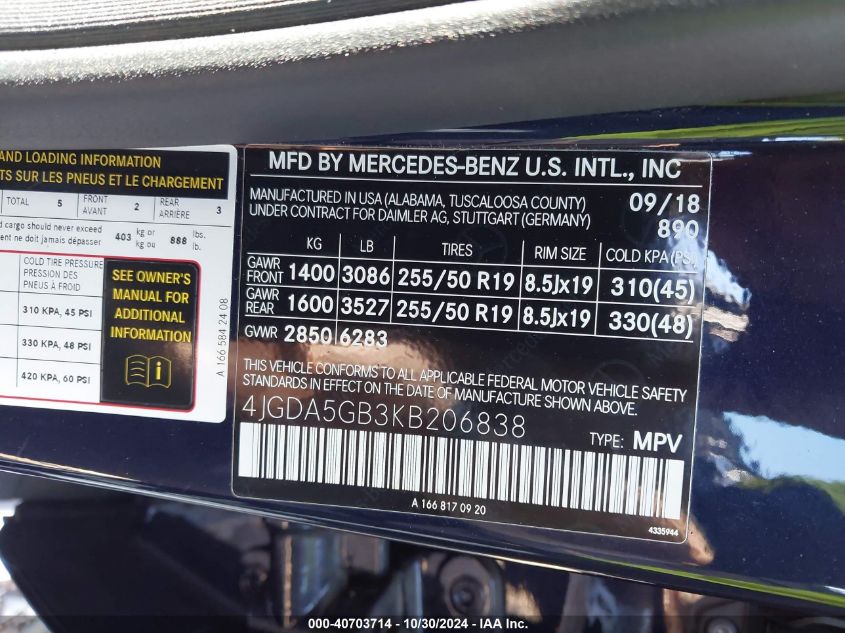 AND LOADING INFORMATION
TS SUR LES PNEUS ET LE CHARGEMENT
TOTAL 5 FRONT AVANT 2 REAR ARRIÈRE 3
d cargo should never exceed
ent ne doit jamais dépasser 403 kg or kg ou 888 lbs. lb.
COLD TIRE PRESSURE
PRESSION DES
PNEUS À FROID
310 KPA, 45 PSI
330 KPA, 48 PSI
420 KPA, 60 PSI
SEE OWNER'S
MANUAL FOR
ADDITIONAL
INFORMATION
A 166 584 24 08
MFD BY MERCEDES-BENZ U.S. INTL., INC
MANUFACTURED IN USA (ALABAMA, TUSCALOOSA COUNTY) 09/18
UNDER CONTRACT FOR DAIMLER AG, STUTTGART (GERMANY) 890
KG LB TIRES RIM SIZE COLD KPA (PSI)
GAWR FRONT 1400 3086 255/50 R19 8.5Jx19 310(45)
GAWR REAR 1600 3527 255/50 R19 8.5Jx19 330(48)
GVWR 2850 6283
THIS VEHICLE CONFORMS TO ALL APPLICABLE FEDERAL MOTOR VEHICLE SAFETY
STANDARDS IN EFFECT ON THE DATE OF MANUFACTURE SHOWN ABOVE.
4JGDA5GB3KB206838
TYPE: MPV
A 166 817 09 20
4335944
000-40703714 - 10/30/2024 - IAA Inc.